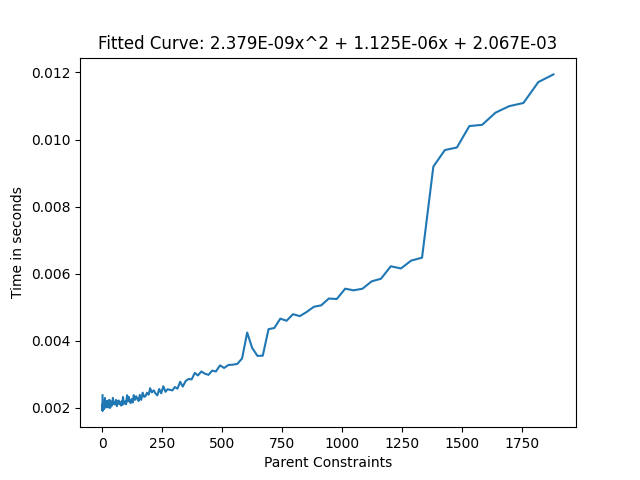 Fitted Curve: 2.379E-09x^2 + 1.125E-06x + 2.067E-03
0.012
0.010
0.008
0.006
0.004
0.002
Time in seconds
0 250 500 750 1000 1250 1500 1750
Parent Constraints